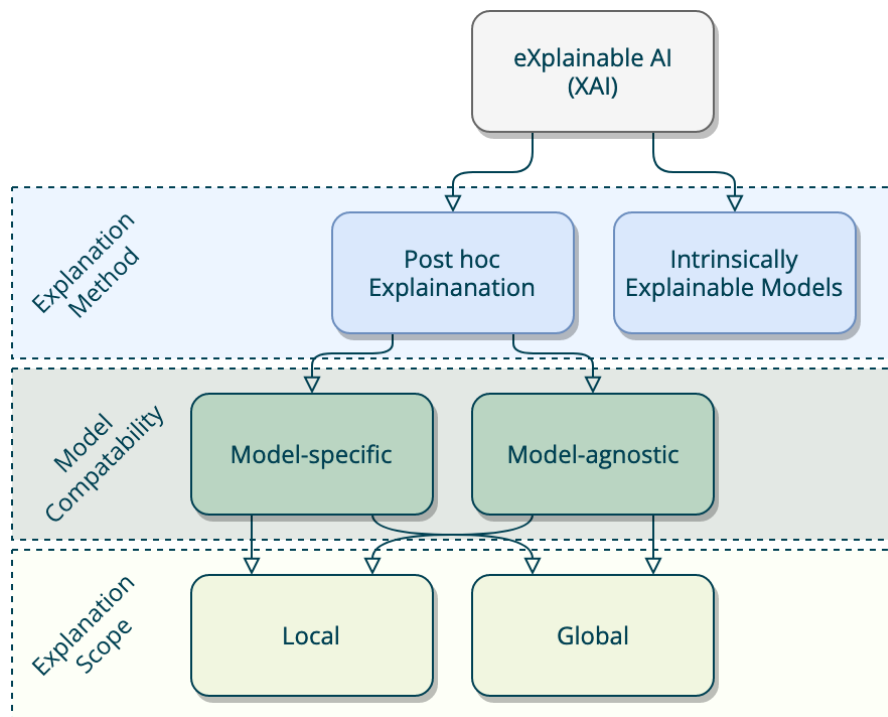 eXplainable AI
(XAI)
Explanation
Method
Post hoc
Explainanation
Intrinsically
Explainable Models
Model
Compatability
Model-specific
Model-agnostic
Explanation
Scope
Local
Global